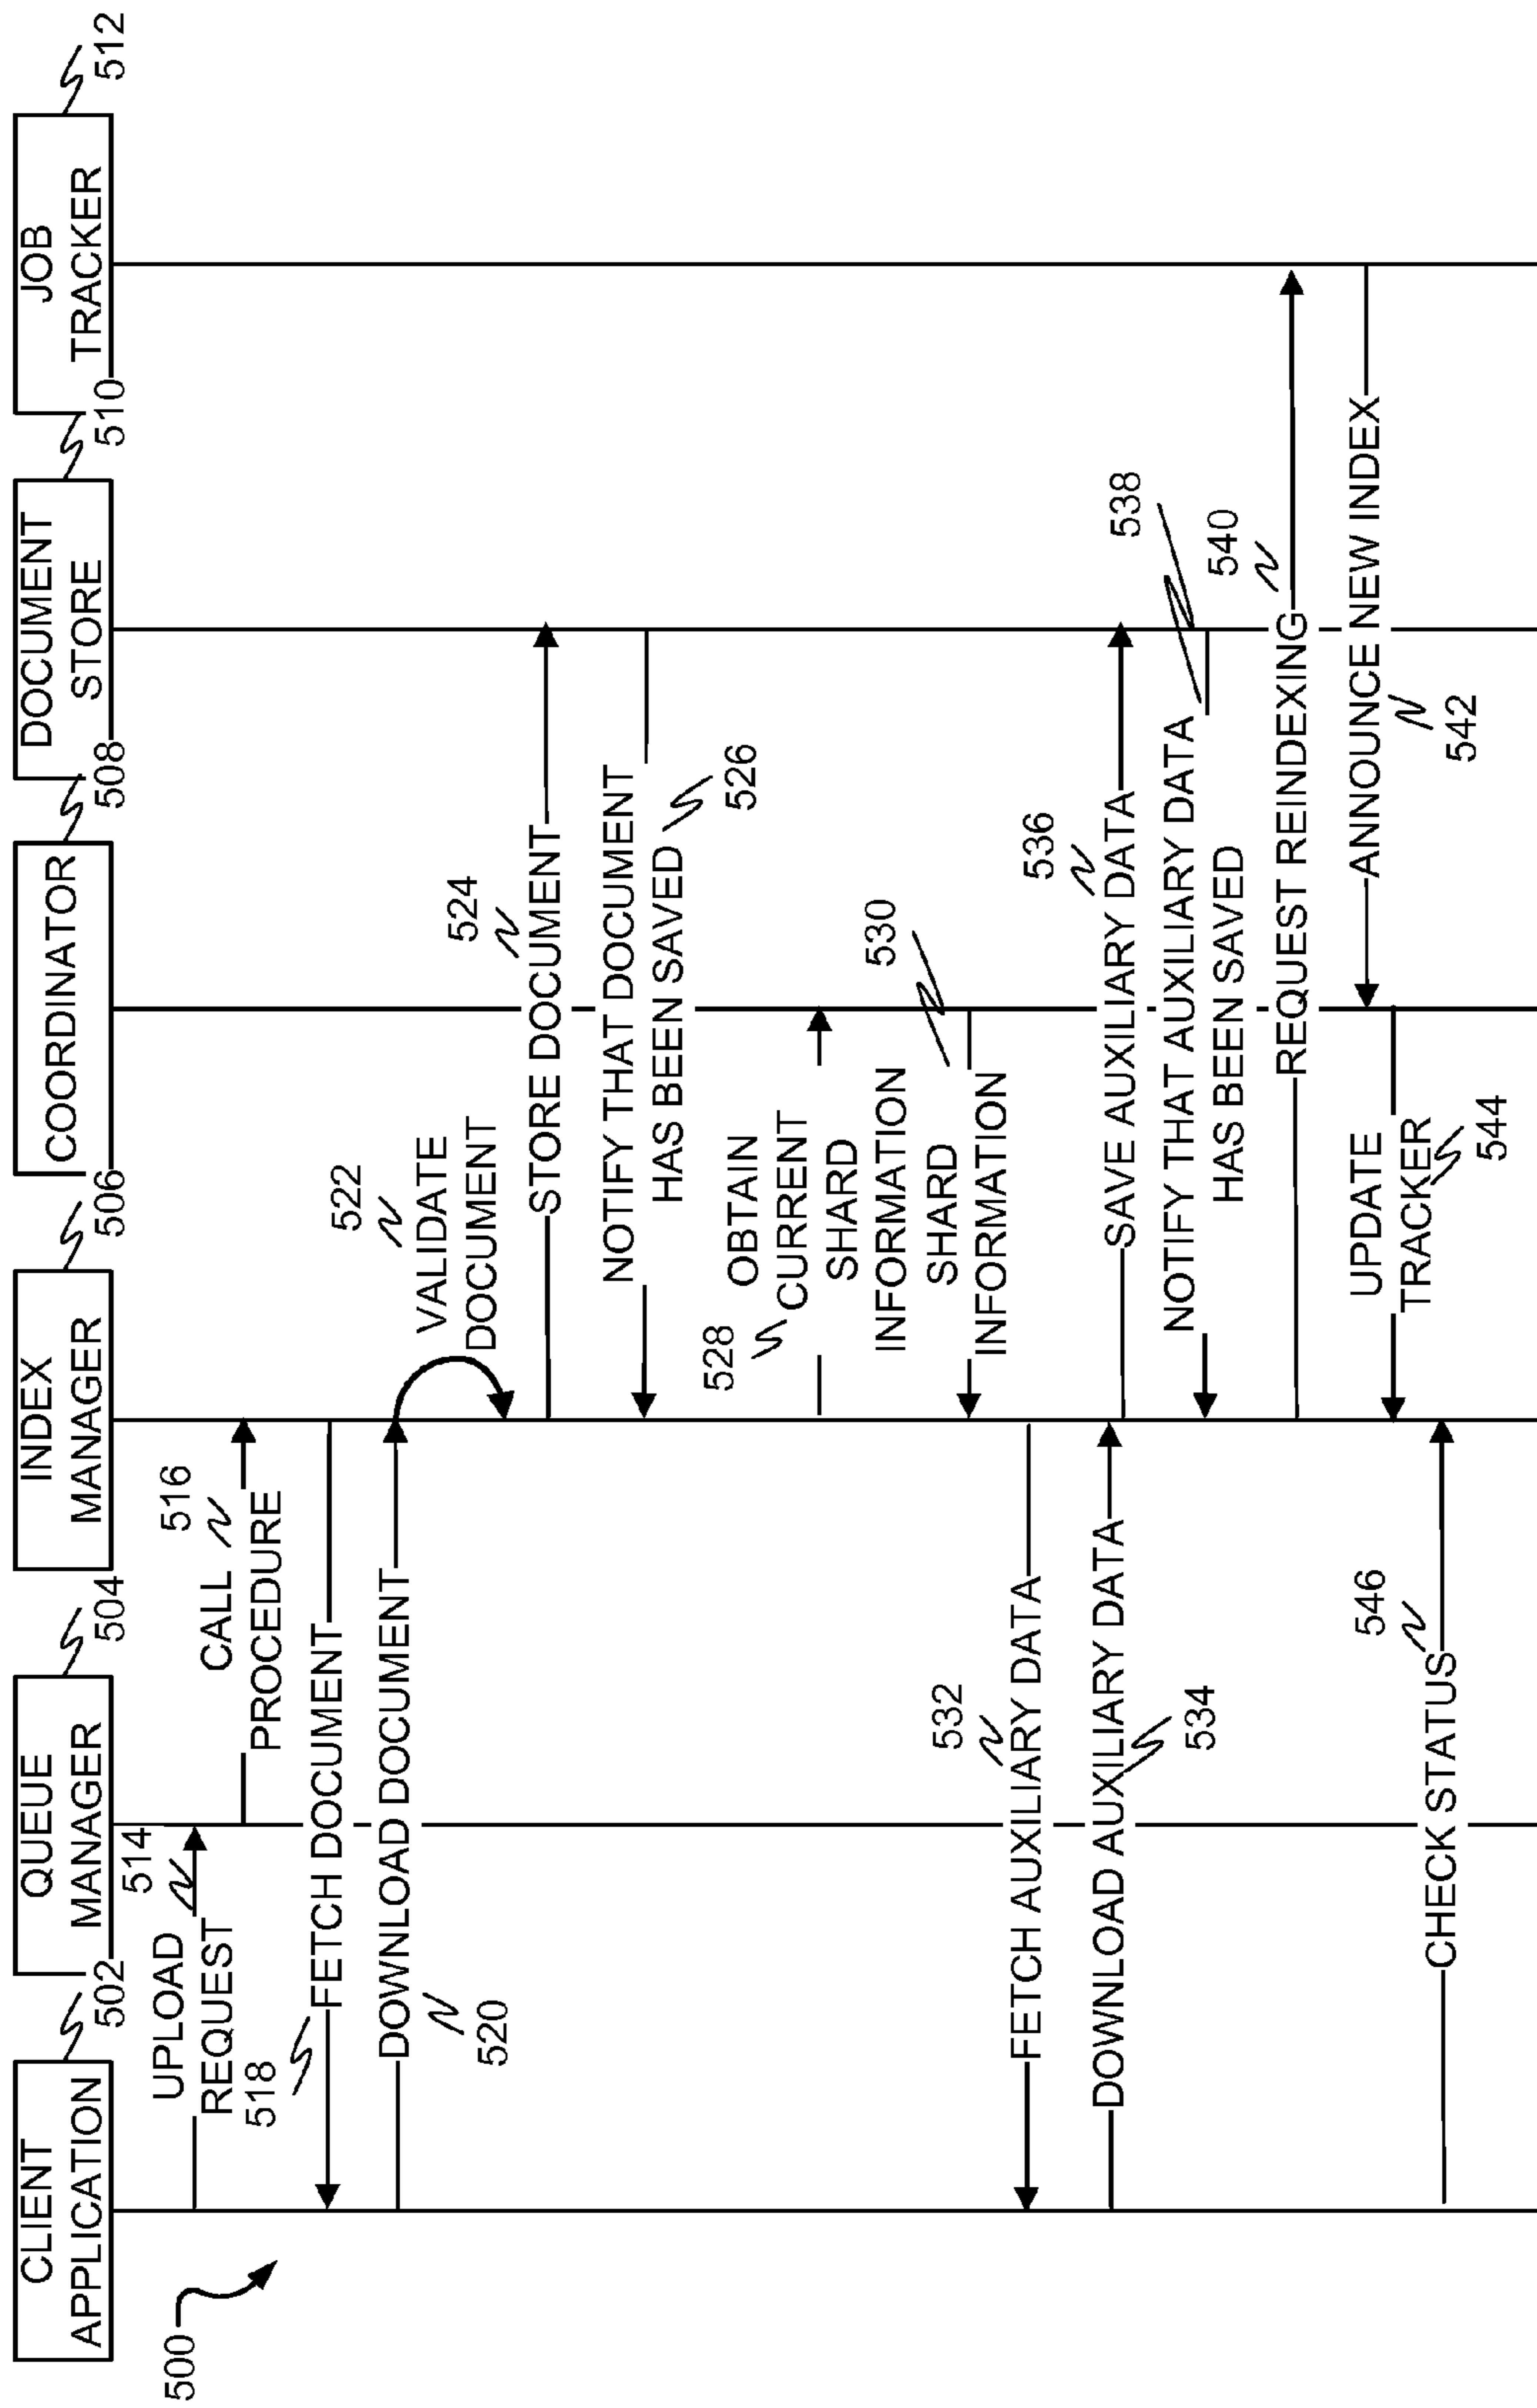 500
CLIENT
APPLICATION
502
QUEUE
MANAGER
504
INDEX
MANAGER
506
COORDINATOR
508
DOCUMENT
STORE
510
JOB
TRACKER
512
514
UPLOAD
REQUEST
516
CALL
PROCEDURE
518
FETCH DOCUMENT
DOWNLOAD DOCUMENT
520
522
VALIDATE
DOCUMENT
524
STORE DOCUMENT
NOTIFY THAT DOCUMENT
HAS BEEN SAVED
526
528
OBTAIN
CURRENT
SHARD
INFORMATION
530
SHARD
INFORMATION
532
FETCH AUXILIARY DATA
DOWNLOAD AUXILIARY DATA
534
536
SAVE AUXILIARY DATA
538
NOTIFY THAT AUXILIARY DATA
HAS BEEN SAVED
540
REQUEST REINDEXING
ANNOUNCE NEW INDEX
542
UPDATE
TRACKER
544
546
CHECK STATUS